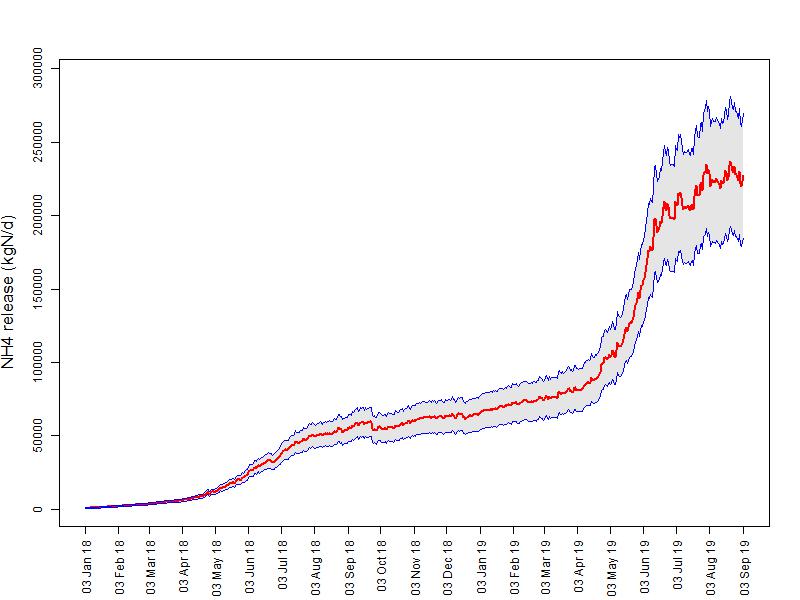 NH4 release (kgN/d)
300000
250000
200000
150000
100000
50000
0
03 Jan 18
03 Feb 18
03 Mar 18
03 Apr 18
03 May 18
03 Jun 18
03 Jul 18
03 Aug 18
03 Sep 18
03 Oct 18
03 Nov 18
03 Dec 18
03 Jan 19
03 Feb 19
03 Mar 19
03 Apr 19
03 May 19
03 Jun 19
03 Jul 19
03 Aug 19
03 Sep 19